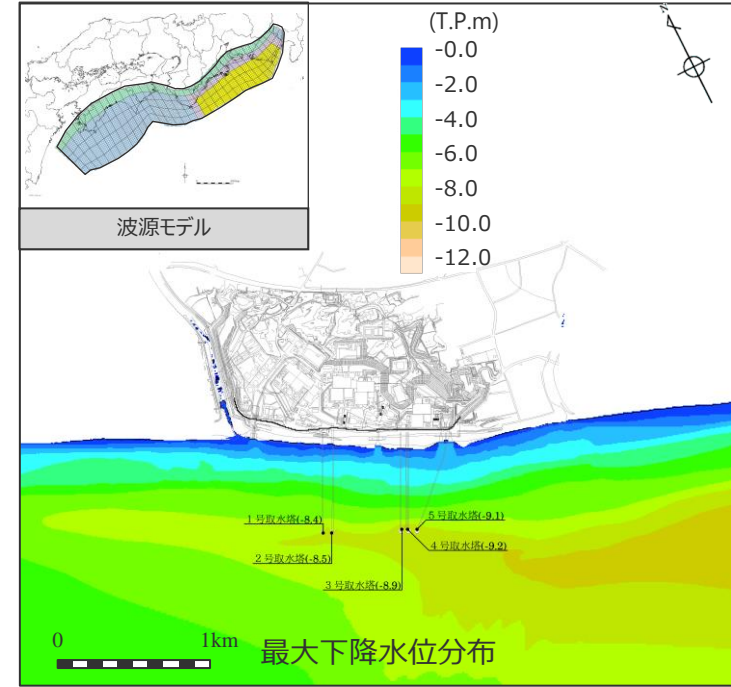 (T.P.m)
-0.0
-2.0
-4.0
-6.0
-8.0
-10.0
-12.0
波源モデル
1号取水塔(-8.4)
2号取水塔(-8.5)
3号取水塔(-8.9)
5号取水塔(-9.1)
4号取水塔(-9.2)
0 1km
最大下降水位分布